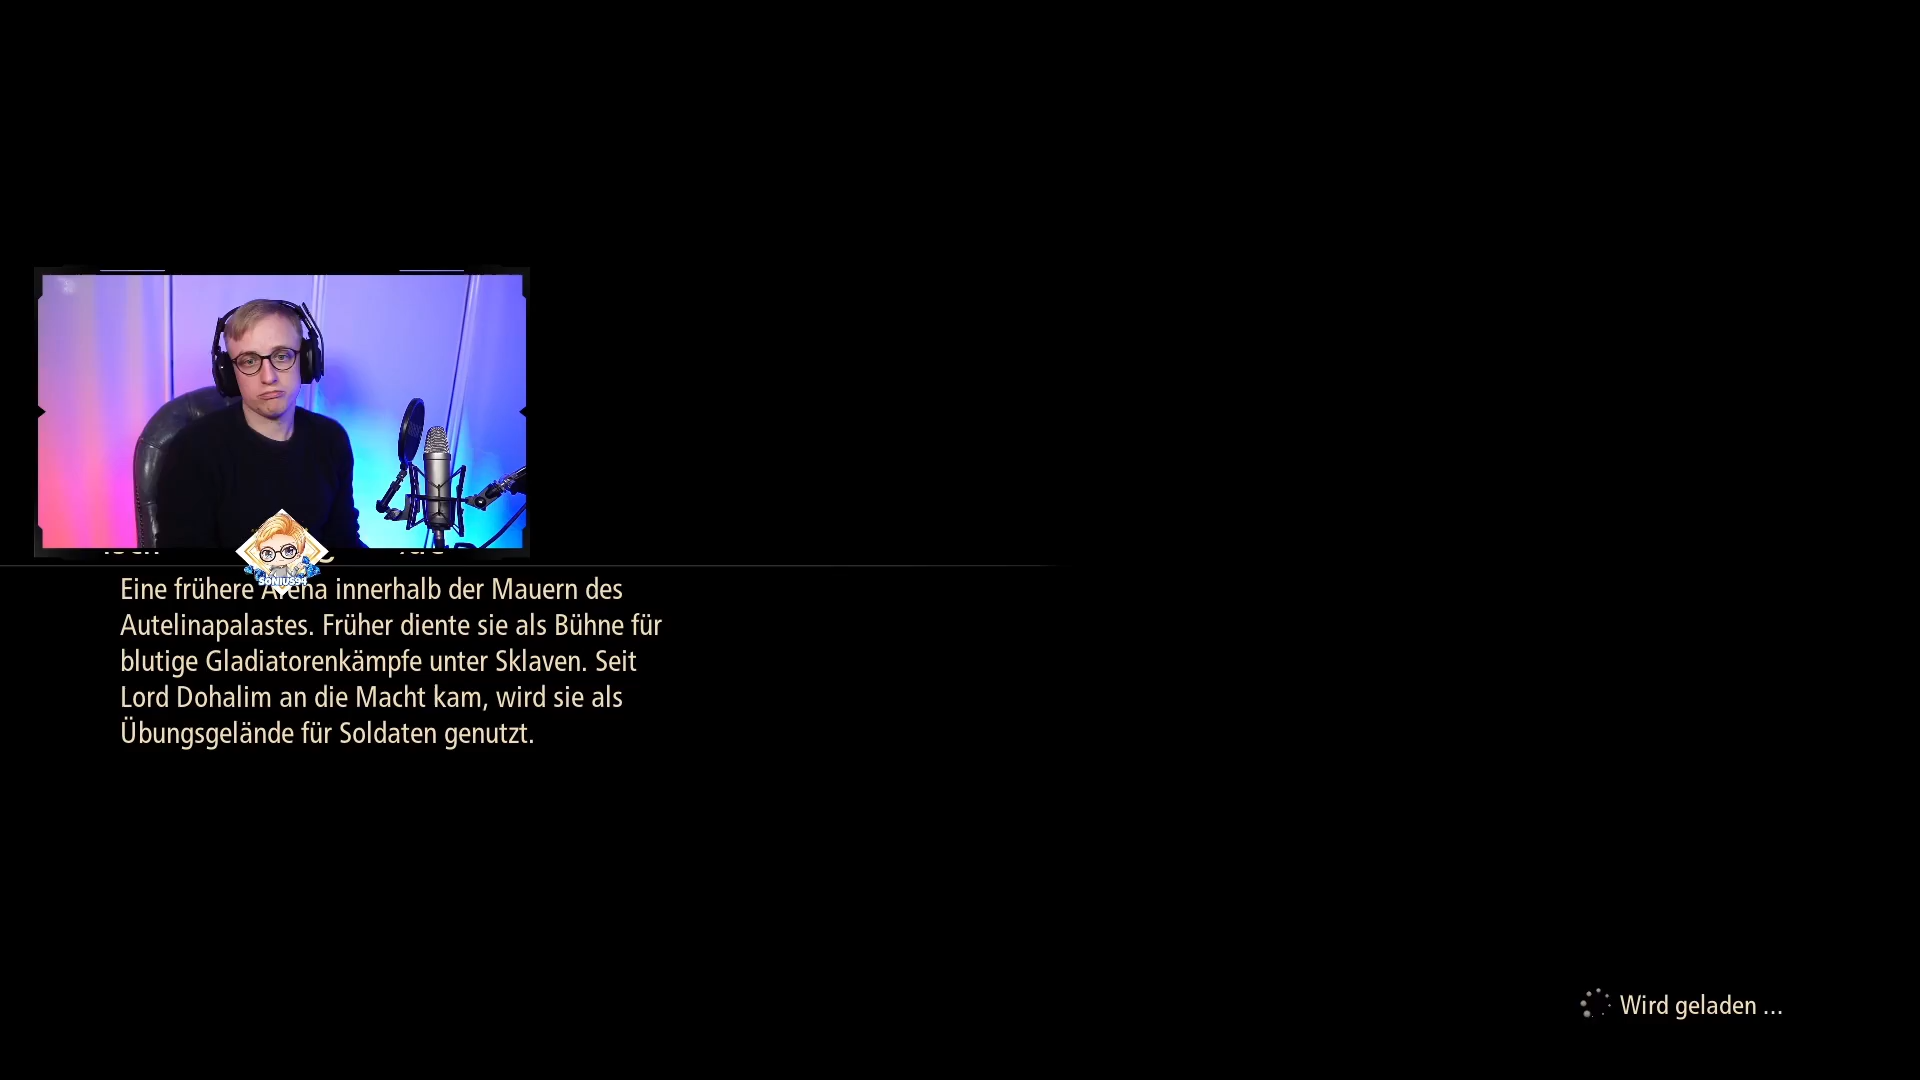 SONIUS94
Eine frühere Arena innerhalb der Mauern des
Autelinapalastes. Früher diente sie als Bühne für
blutige Gladiatorenkämpfe unter Sklaven. Seit
Lord Dohalim an die Macht kam, wird sie als
Übungsgelände für Soldaten genutzt.
Wird geladen ...